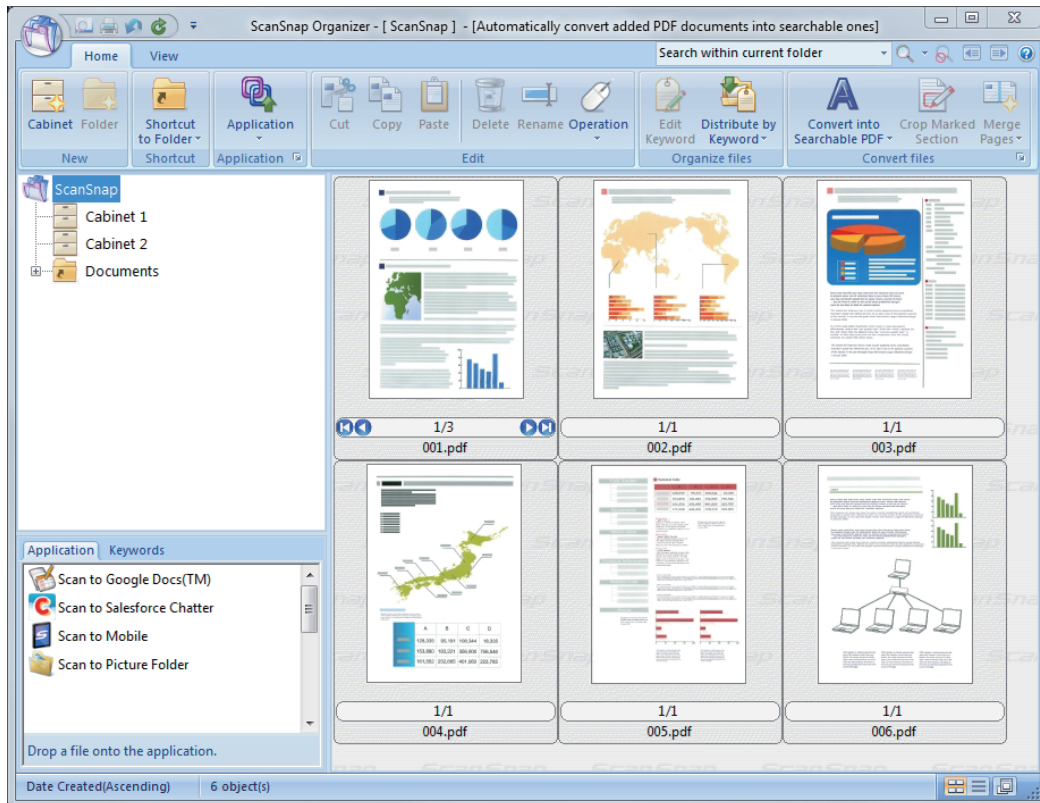 ScanSnap Organizer - [ ScanSnap ] - [Automatically convert added PDF documents into searchable ones]
Home View
Search within current folder
Cabinet Folder
Shortcut to Folder
Application
Cut Copy Paste Delete Rename Operation
Edit Keyword
Distribute by Keyword
Convert into Searchable PDF
Crop Marked Section
Merge Pages
New Shortcut Application Edit Organize files Convert files
ScanSnap
Cabinet 1
Cabinet 2
Documents
1/3
001.pdf
1/1
002.pdf
1/1
003.pdf
1/1
004.pdf
1/1
005.pdf
1/1
006.pdf
A B C D
Application Keywords
Scan to Google Docs(TM)
Scan to Salesforce Chatter
Scan to Mobile
Scan to Picture Folder
Drop a file onto the application.
Date Created(Ascending) 6 object(s)